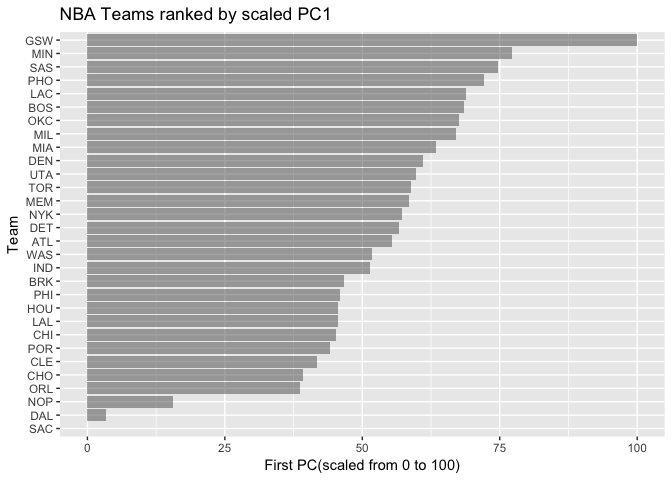 NBA Teams ranked by scaled PC1
GSW
MIN
SAS
PHO
LAC
BOS
OKC
MIL
MIA
DEN
UTA
TOR
MEM
NYK
DET
ATL
WAS
IND
BRK
PHI
HOU
LAL
CHI
POR
CLE
CHO
ORL
NOP
DAL
SAC
Team
0 25 50 75 100
First PC(scaled from 0 to 100)